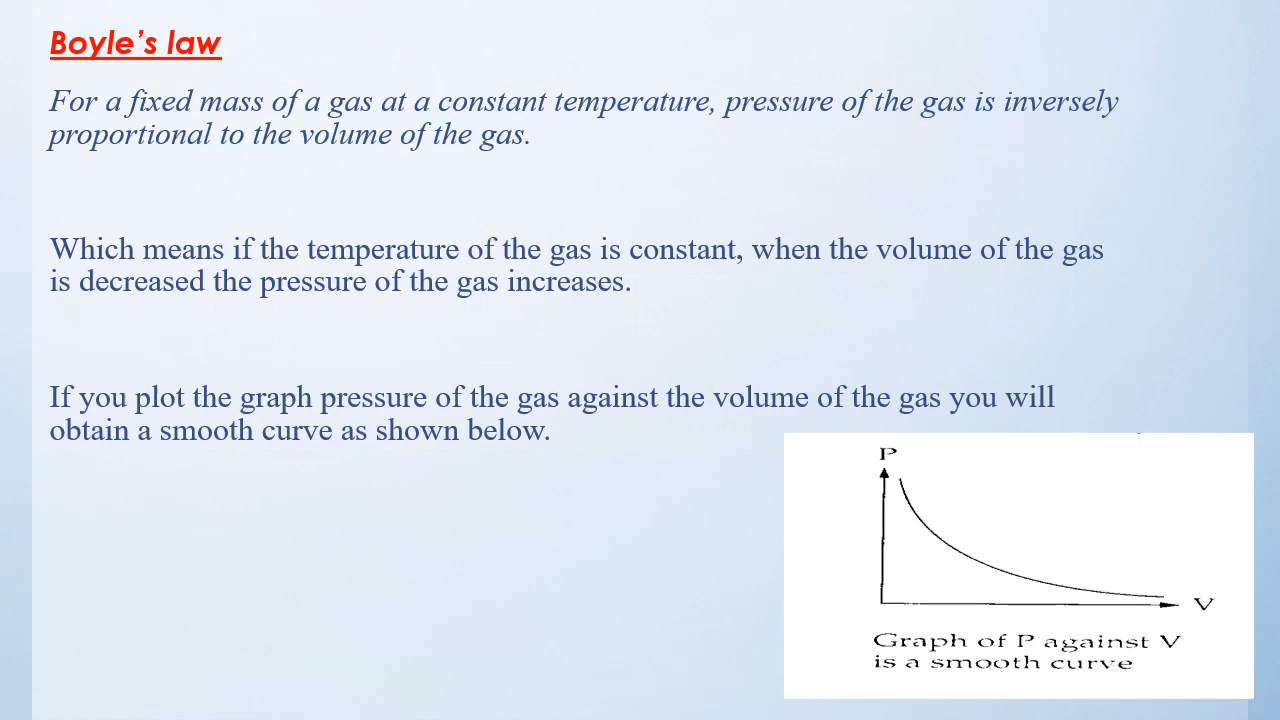 Boyle’s law
For a fixed mass of a gas at a constant temperature, pressure of the gas is inversely
proportional to the volume of the gas.
Which means if the temperature of the gas is constant, when the volume of the gas
is decreased the pressure of the gas increases.
If you plot the graph pressure of the gas against the volume of the gas you will
obtain a smooth curve as shown below.
P
V
Graph of P against V
is a smooth curve